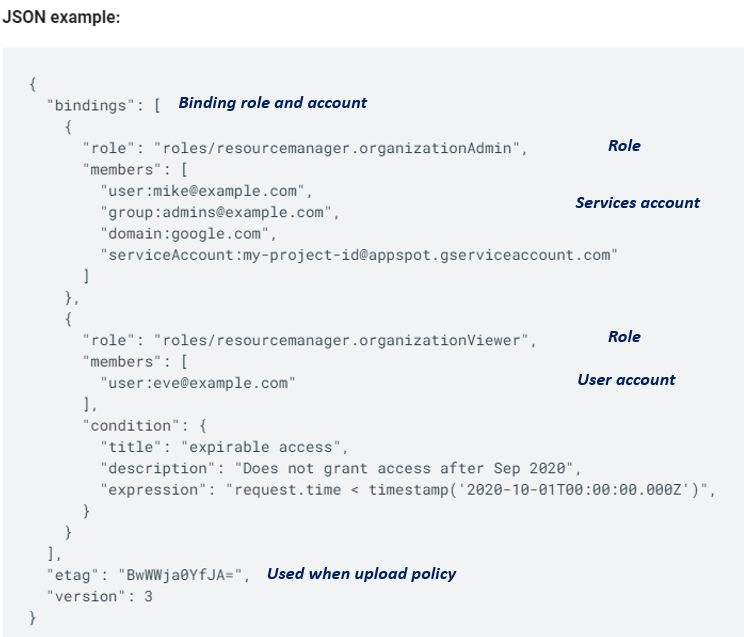 JSON example:
{
"bindings": [ Binding role and account
{
"role": "roles/resourcemanager.organizationAdmin", Role
"members": [
"user:mike@example.com",
"group:admins@example.com", Services account
"domain:google.com",
"serviceAccount:my-project-id@appspot.gserviceaccount.com"
]
},
{
"role": "roles/resourcemanager.organizationViewer", Role
"members": [
"user:eve@example.com" User account
],
"condition": {
"title": "expirable access",
"description": "Does not grant access after Sep 2020",
"expression": "request.time < timestamp('2020-10-01T00:00:00.000Z')",
}
}
],
"etag": "BwWWja0YfJA=", Used when upload policy
"version": 3
}